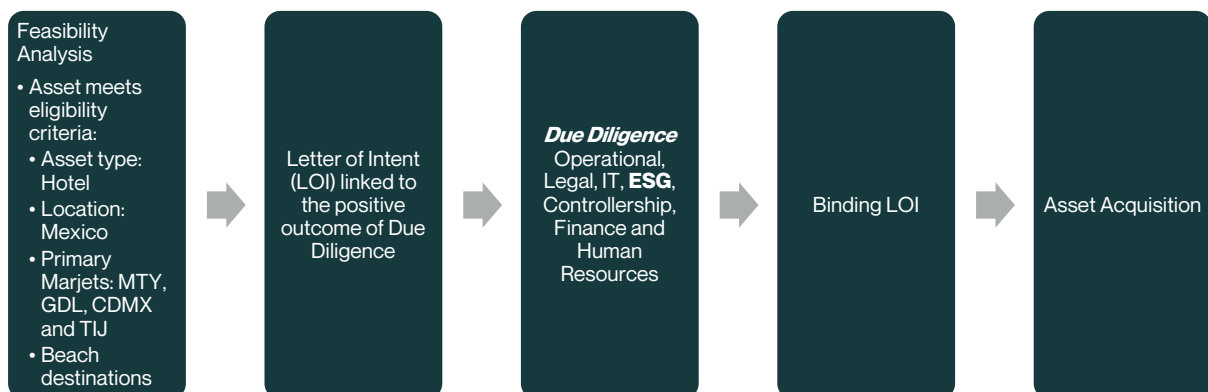 Feasibility
Analysis
• Asset meets
eligibility
criteria:
• Asset type:
Hotel
• Location:
Mexico
• Primary
Marjets: MTY,
GDL, CDMX
and TIJ
• Beach
destinations
Letter of Intent
(LOI) linked to
the positive
outcome of Due
Diligence
Due Diligence
Operational,
Legal, IT, ESG,
Controllership,
Finance and
Human
Resources
Binding LOI
Asset Acquisition